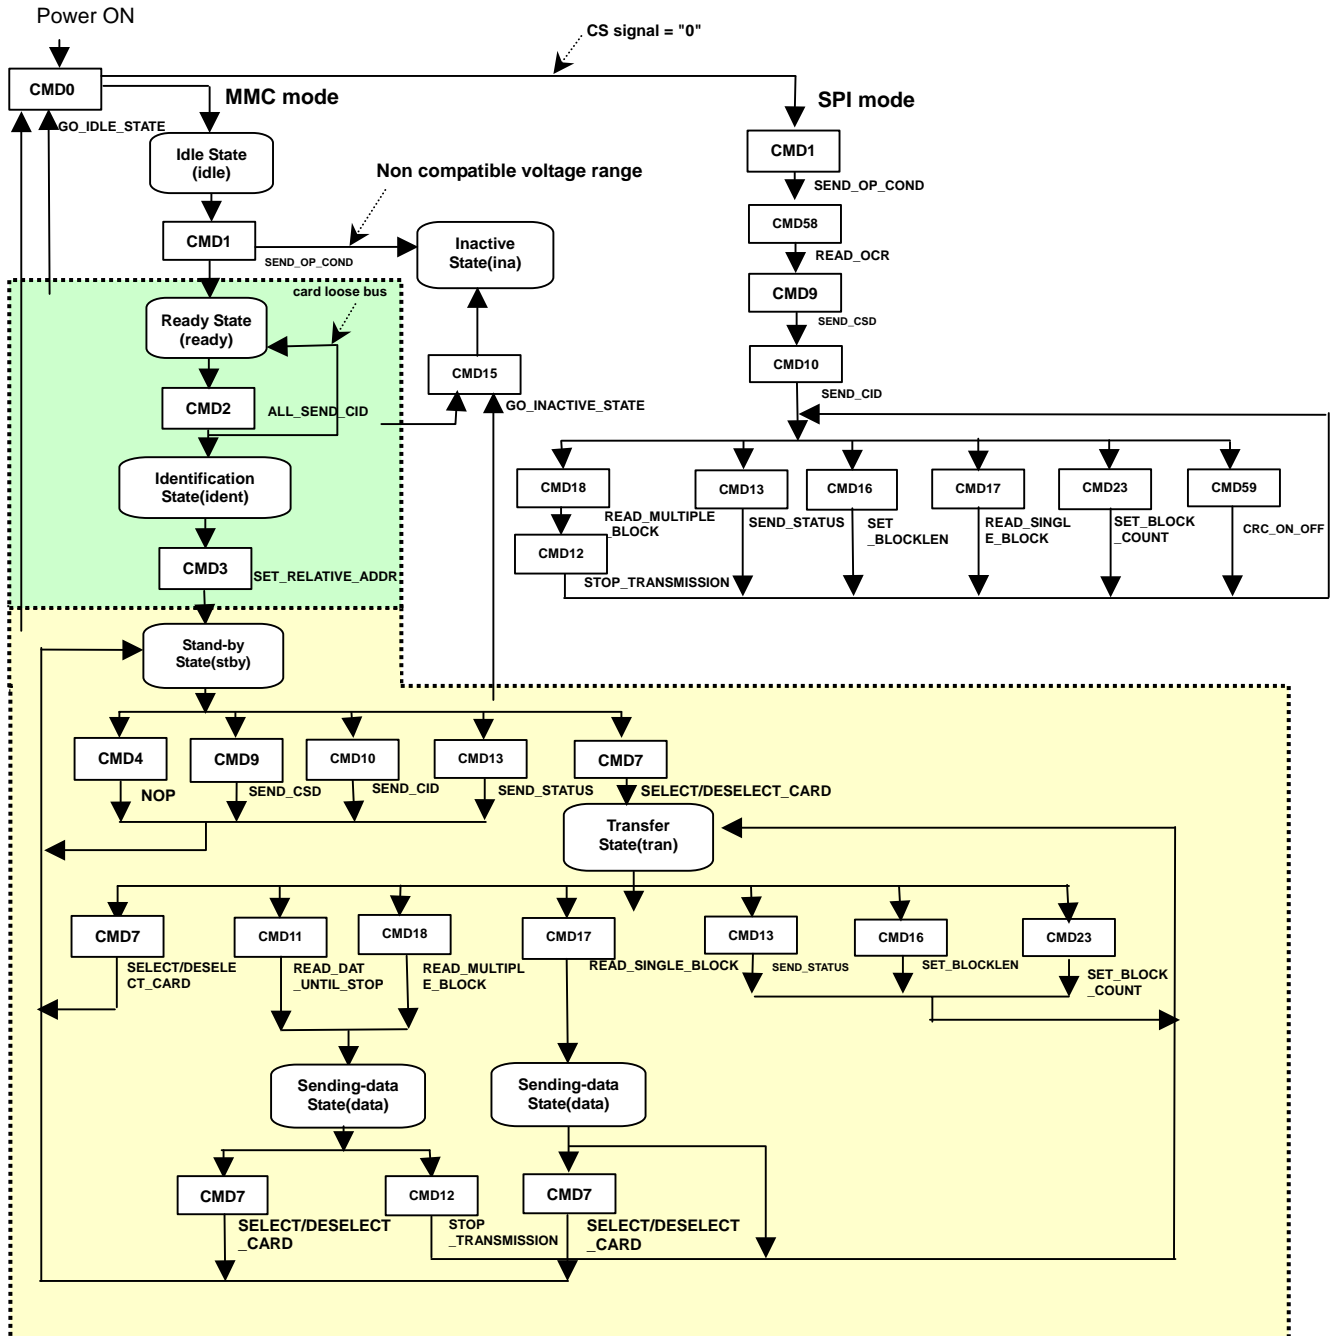 Power ON
CS signal = "0"
CMD0
MMC mode
SPI mode
GO_IDLE_STATE
Idle State
(idle)
CMD1
SEND_OP_COND
Non compatible voltage range
CMD58
READ_OCR
CMD1
SEND_OP_COND
Inactive
State(ina)
CMD9
SEND_CSD
card loose bus
Ready State
(ready)
CMD10
SEND_CID
CMD15
GO_INACTIVE_STATE
CMD2
ALL_SEND_CID
Identification
State(ident)
CMD18
READ_MULTIPLE
_BLOCK
CMD12
STOP_TRANSMISSION
CMD13
SEND_STATUS
CMD16
SET
_BLOCKLEN
CMD17
READ_SINGL
E_BLOCK
CMD23
SET_BLOCK
_COUNT
CMD59
CRC_ON_OFF
CMD3
SET_RELATIVE_ADDR
Stand-by
State(stby)
CMD4
NOP
CMD9
SEND_CSD
CMD10
SEND_CID
CMD13
SEND_STATUS
CMD7
SELECT/DESELECT_CARD
Transfer
State(tran)
CMD7
SELECT/DESELE
CT_CARD
CMD11
READ_DAT
_UNTIL_STOP
CMD18
READ_MULTIPL
E_BLOCK
CMD17
READ_SINGLE_BLOCK
CMD13
SEND_STATUS
CMD16
SET_BLOCKLEN
CMD23
SET_BLOCK
_COUNT
Sending-data
State(data)
Sending-data
State(data)
CMD7
SELECT/DESELECT
_CARD
CMD12
STOP
_TRANSMISSION
CMD7
SELECT/DESELECT
_CARD